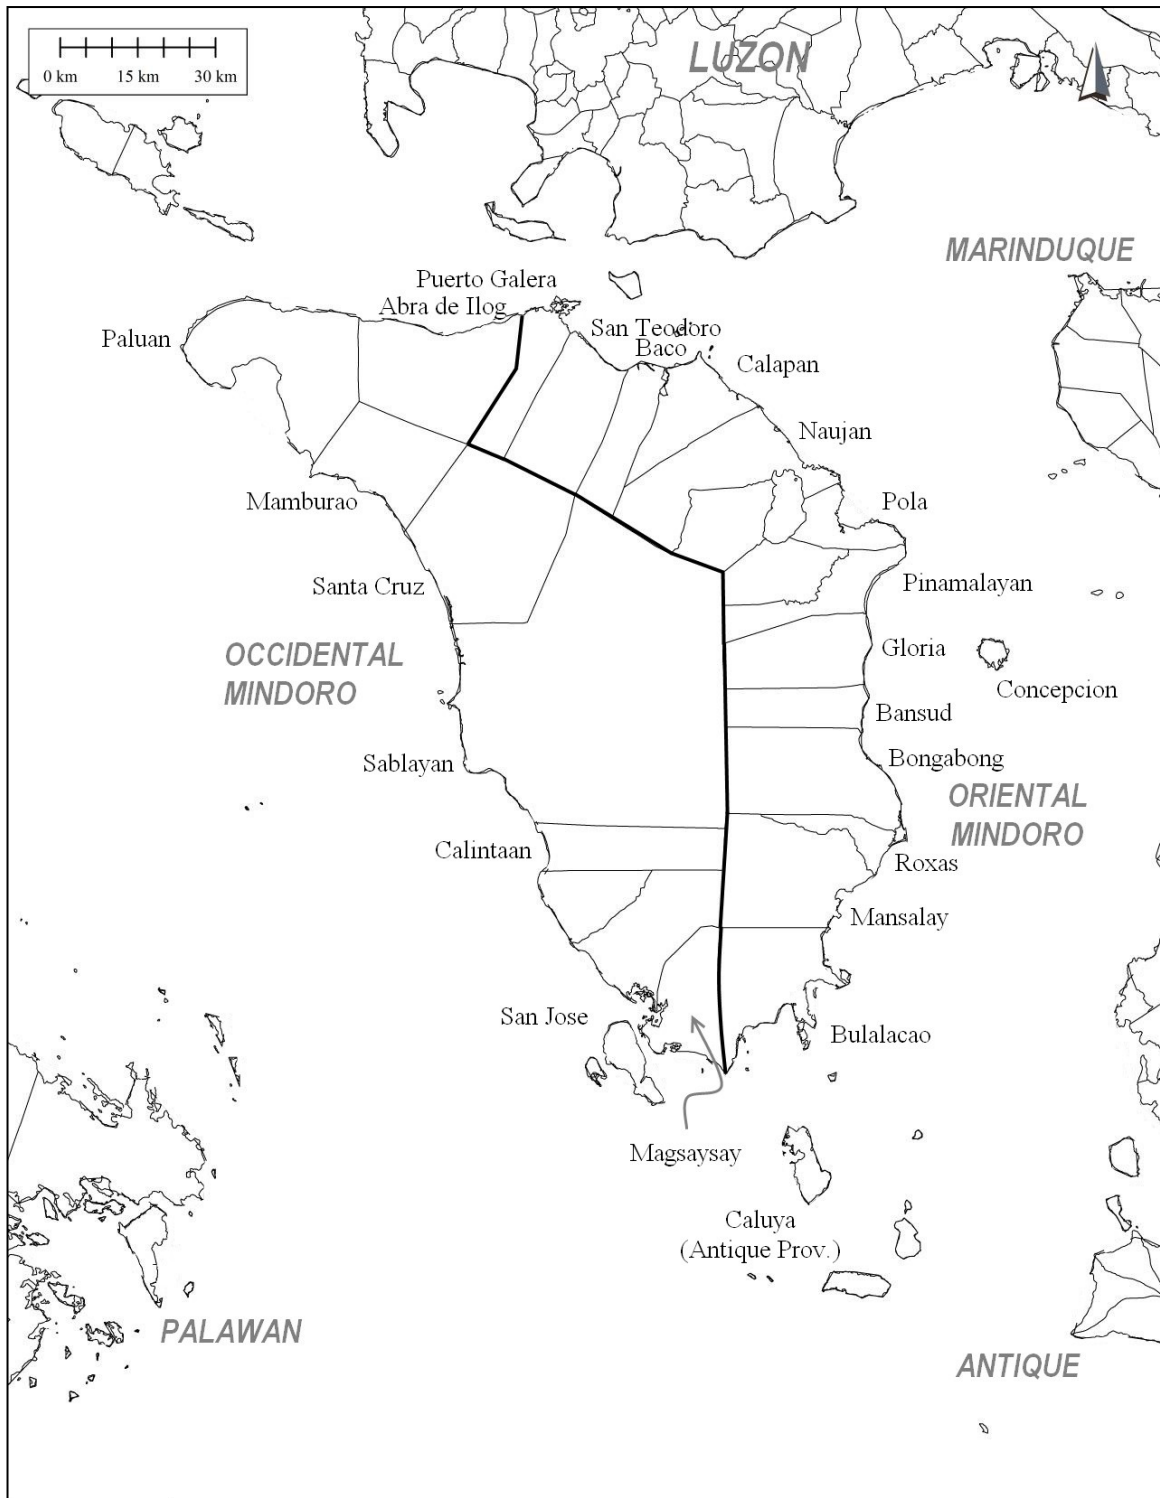 LUZON
0 km 15 km 30 km
MARINDUQUE
Puerto Galera
Abra de Ilog
Paluan
San Teodoro
Baco
Calapan
Naujan
Mamburao
Pola
Santa Cruz
Pinamalayan
OCCIDENTAL
MINDORO
Gloria
Concepcion
Bansud
Sablayan
Bongabong
ORIENTAL
MINDORO
Calintaan
Roxas
Mansalay
San Jose
Bulalacao
Magsaysay
Caluya
(Antique Prov.)
PALAWAN
ANTIQUE